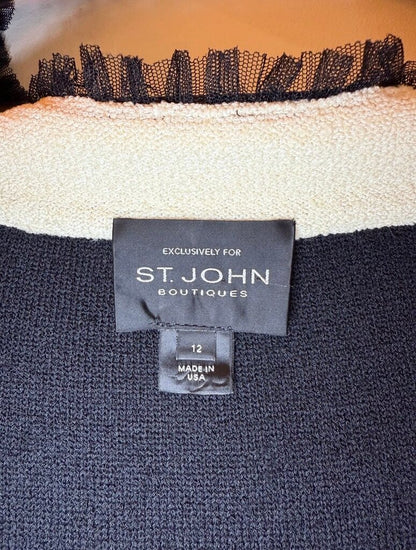 EXCLUSIVELY FOR
ST. JOHN
BOUTIQUES
12
MADE IN
USA